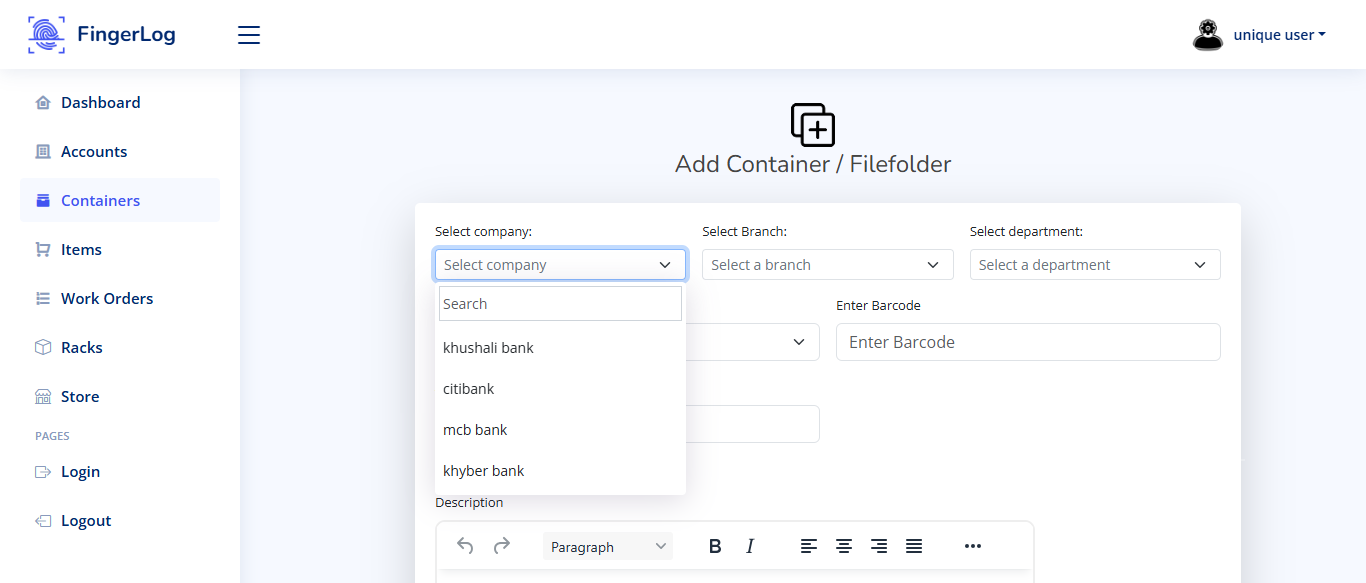 FingerLog
unique user
Dashboard
Accounts
Containers
Items
Work Orders
Racks
Store
PAGES
Login
Logout
Add Container / Filefolder
Select company: Select Branch: Select department:
Select company Select a branch Select a department
Search
khushali bank
citibank
mcb bank
khyber bank
Enter Barcode
Enter Barcode
Description
Paragraph B I